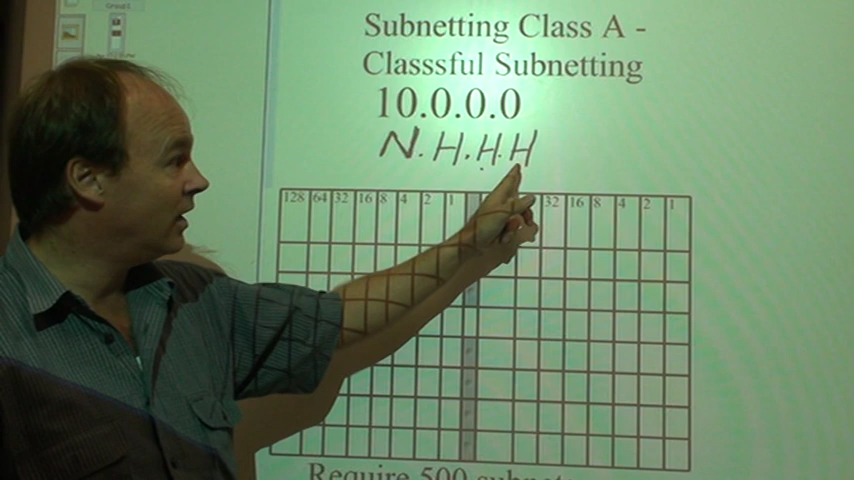 Group1
Subnetting Class A -
Classsful Subnetting
10.0.0.0
N.H.H.H
128 64 32 16 8 4 2 1 32 16 8 4 2 1
Require 500